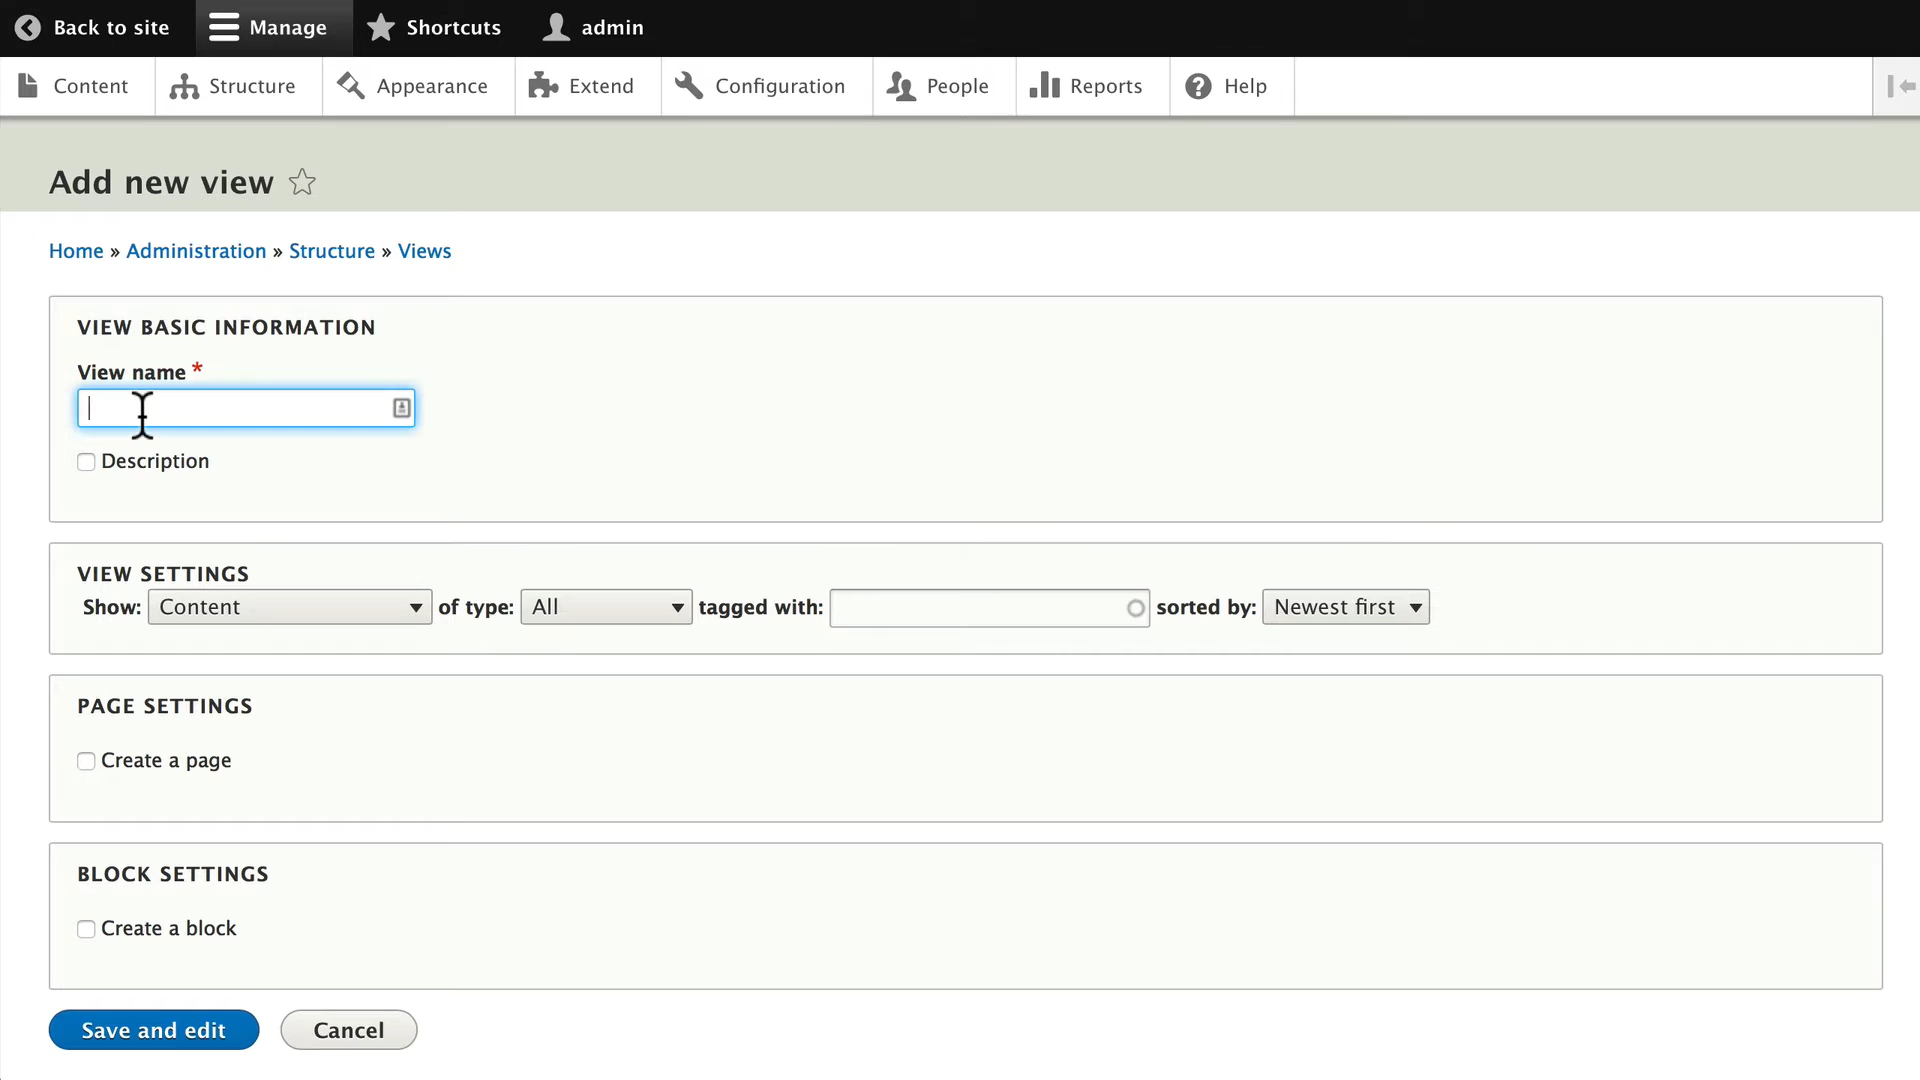 Back to site Manage Shortcuts admin
Content Structure Appearance Extend Configuration People Reports Help
Add new view
Home » Administration » Structure » Views
VIEW BASIC INFORMATION
View name *
Description
VIEW SETTINGS
Show: Content of type: All tagged with: sorted by: Newest first
PAGE SETTINGS
Create a page
BLOCK SETTINGS
Create a block
Save and edit Cancel